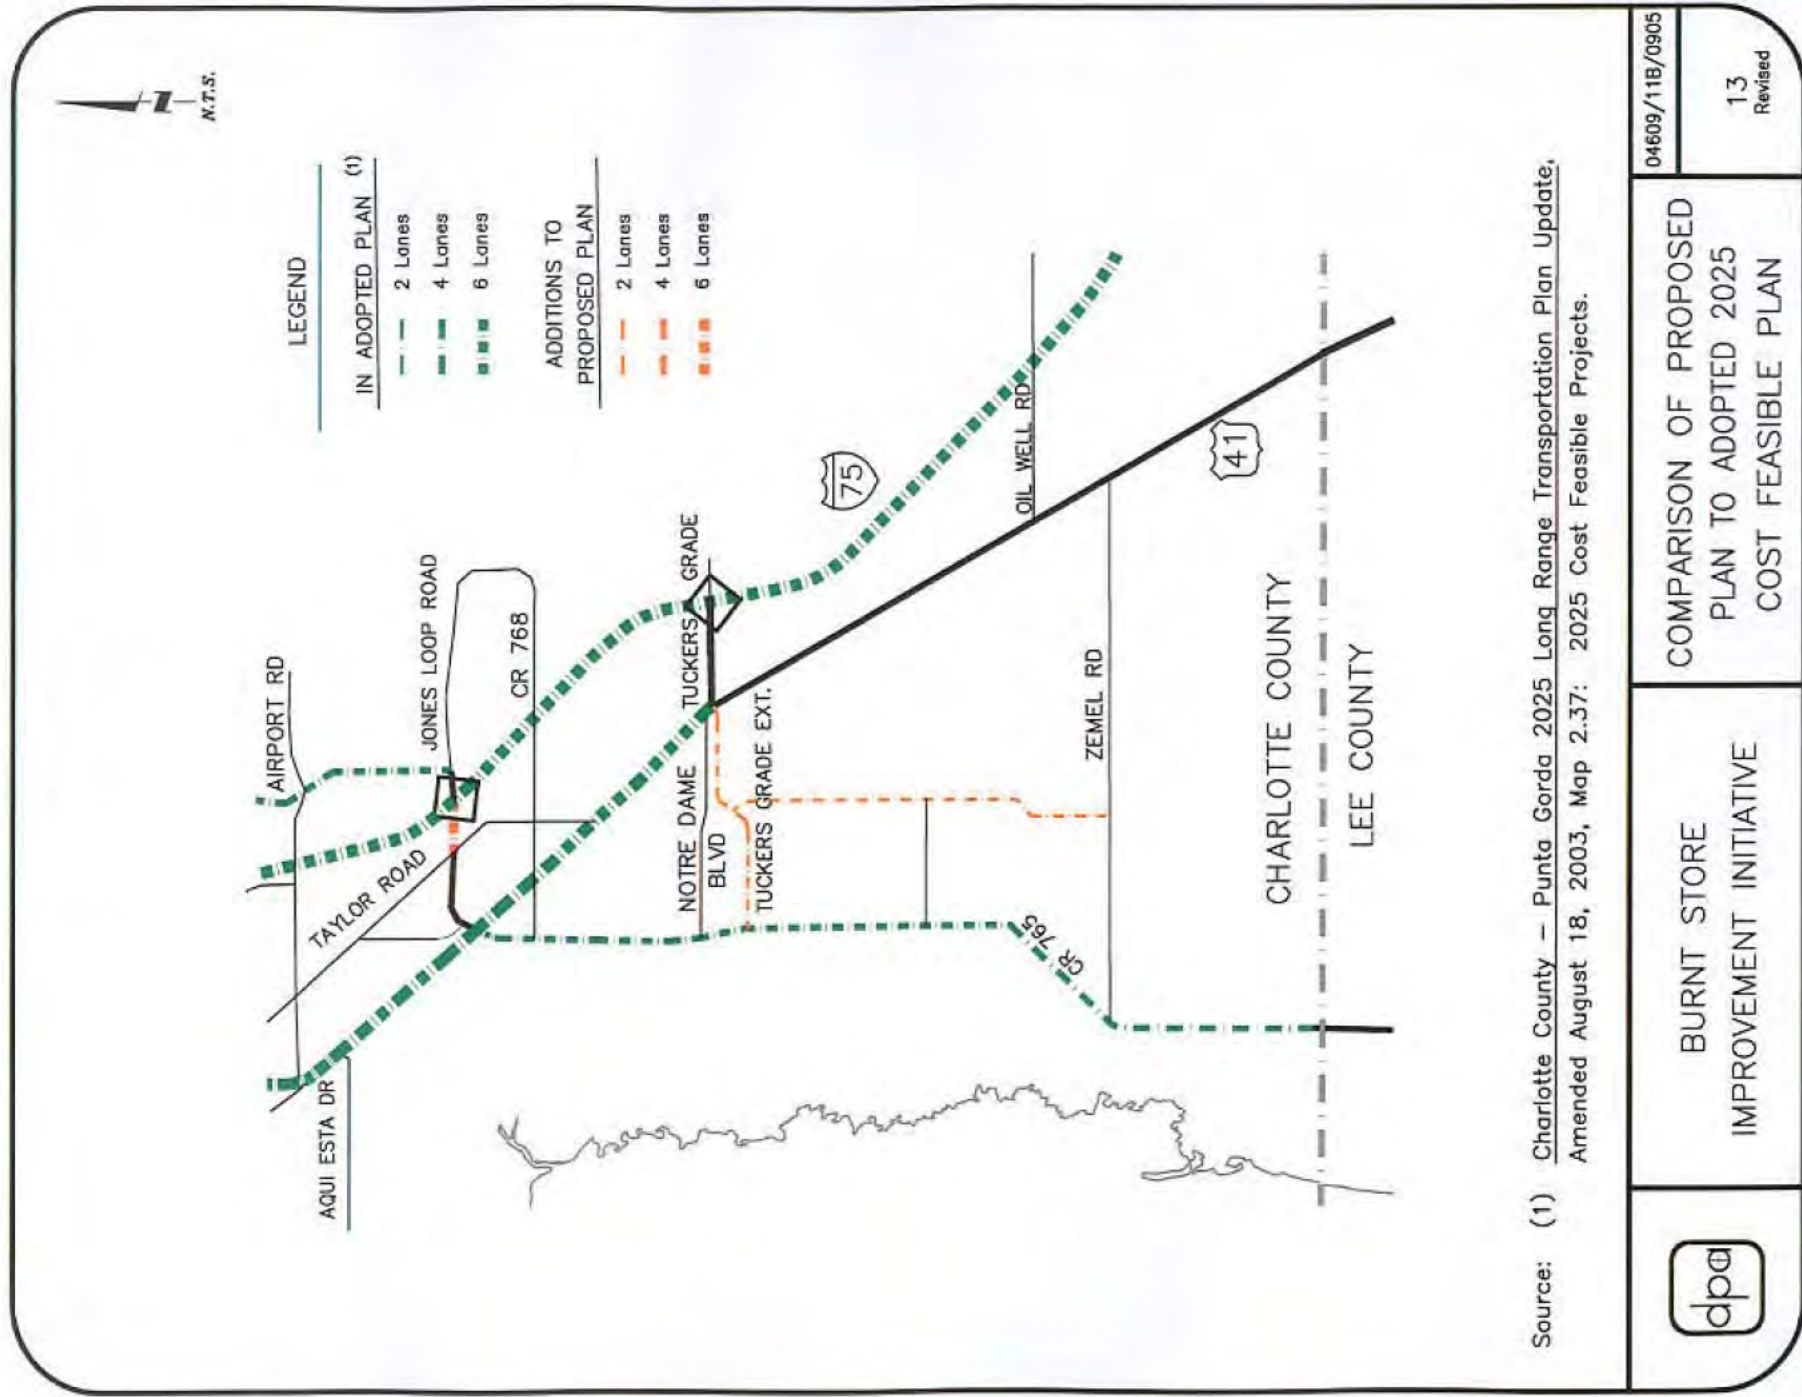 N
N.T.S.
LEGEND
IN ADOPTED PLAN (1)
2 Lanes
4 Lanes
6 Lanes
ADDITIONS TO
PROPOSED PLAN
2 Lanes
4 Lanes
6 Lanes
AIRPORT RD
JONES LOOP ROAD
TAYLOR ROAD
AQUI ESTA DR
CR 768
TUCKERS GRADE
NOTRE DAME
BLVD
TUCKERS GRADE EXT.
75
OIL WELL RD
CR 765
ZEMEL RD
41
CHARLOTTE COUNTY
LEE COUNTY
Source: (1) Charlotte County – Punta Gorda 2025 Long Range Transportation Plan Update,
Amended August 18, 2003, Map 2.37: 2025 Cost Feasible Projects.
dpa
BURNT STORE
IMPROVEMENT INITIATIVE
COMPARISON OF PROPOSED
PLAN TO ADOPTED 2025
COST FEASIBLE PLAN
04609/11B/0905
13
Revised